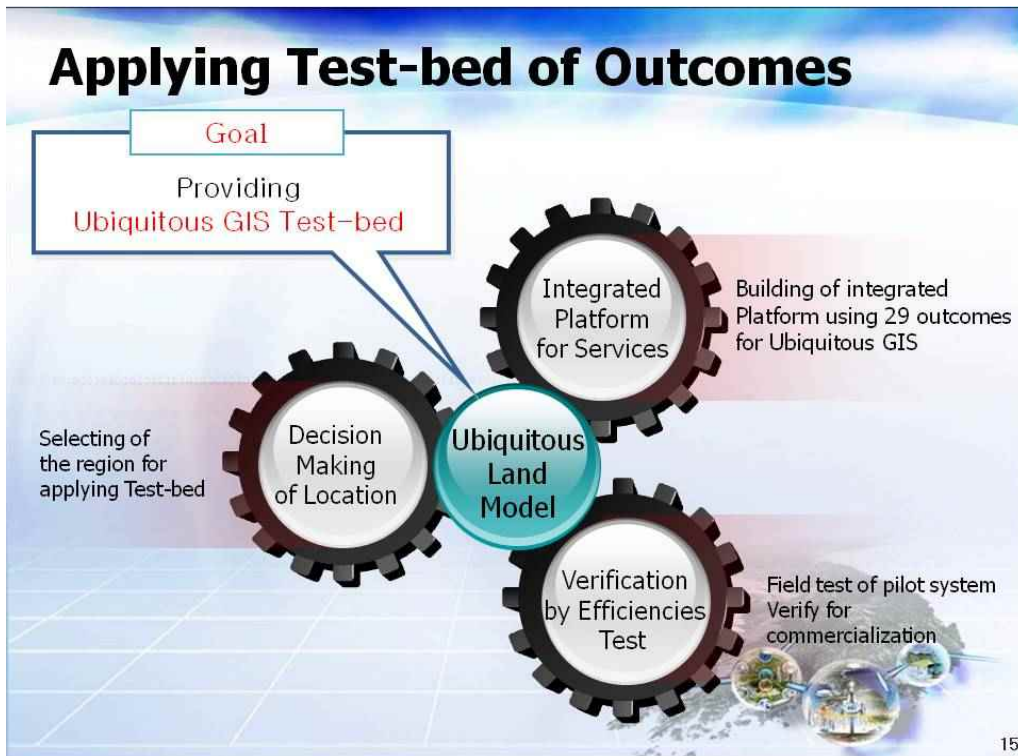 Applying Test-bed of Outcomes
Goal
Providing
Ubiquitous GIS Test-bed
Integrated
Platform
for Services
Building of integrated
Platform using 29 outcomes
for Ubiquitous GIS
Selecting of
the region for
applying Test-bed
Decision
Making
of Location
Ubiquitous
Land
Model
Verification
by Efficiencies
Test
Field test of pilot system
Verify for
commercialization
15